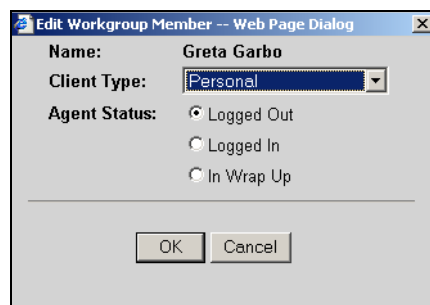 Edit Workgroup Member -- Web Page Dialog
Name: Greta Garbo
Client Type: Personal
Agent Status: Logged Out
Logged In
In Wrap Up
OK Cancel